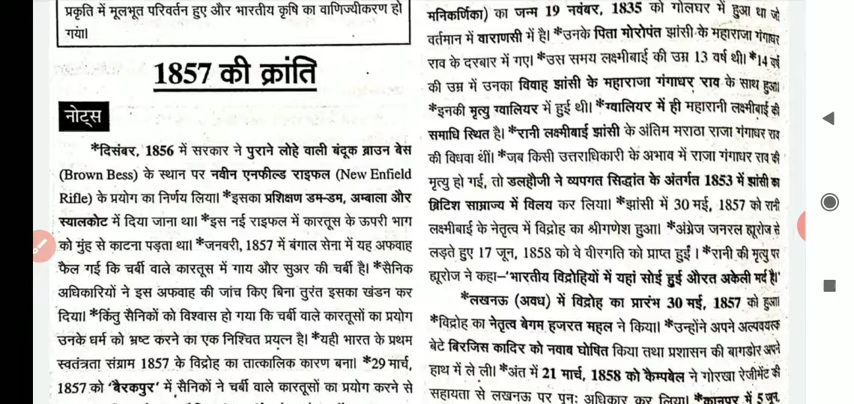 प्रकृति में मूलभूत परिवर्तन हुए और भारतीय कृषि का वाणिज्यीकरण हो
गया।
1857 की क्रांति
नोट्स
*दिसंबर, 1856 में सरकार ने पुराने लोहे वाली बंदूक ब्राउन बेस
(Brown Bess) के स्थान पर नवीन एनफील्ड राइफल (New Enfield
Rifle) के प्रयोग का निर्णय लिया। *इसका प्रशिक्षण डम-डम, अम्बाला और
स्यालकोट में दिया जाना था। *इस नई राइफल में कारतूस के ऊपरी भाग
को मुंह से काटना पड़ता था। *जनवरी, 1857 में बंगाल सेना में यह अफवाह
फैल गई कि चर्बी वाले कारतूस में गाय और सुअर की चर्बी है। *सैनिक
अधिकारियों ने इस अफवाह की जांच किए बिना तुरंत इसका खंडन कर
दिया। *किंतु सैनिकों को विश्वास हो गया कि चर्बी वाले कारतूसों का प्रयोग
उनके धर्म को भ्रष्ट करने का एक निश्चित प्रयत्न है। *यही भारत के प्रथम
स्वतंत्रता संग्राम 1857 के विद्रोह का तात्कालिक कारण बना। *29 मार्च,
1857 को 'बैरकपुर' में सैनिकों ने चर्बी वाले कारतूसों का प्रयोग करने से
मनिकर्णिका) का जन्म 19 नवंबर, 1835 को गोलघर में हुआ था जो
वर्तमान में वाराणसी में है। *उनके पिता मोरोपंत झांसी के महाराजा गंगाधर
राव के दरबार में गए। *उस समय लक्ष्मीबाई की उम्र 13 वर्ष थी। *14 वर्ष
की उम्र में उनका विवाह झांसी के महाराजा गंगाधर राव के साथ हुआ।
*इनकी मृत्यु ग्वालियर में हुई थी। *ग्वालियर में ही महारानी लक्ष्मीबाई की
समाधि स्थित है। *रानी लक्ष्मीबाई झांसी के अंतिम मराठा राजा गंगाधर राव
की विधवा थीं। *जब किसी उत्तराधिकारी के अभाव में राजा गंगाधर राव की
मृत्यु हो गई, तो डलहौजी ने व्यपगत सिद्धांत के अंतर्गत 1853 में झांसी का
ब्रिटिश साम्राज्य में विलय कर लिया। *झांसी में 30 मई, 1857 को रानी
लक्ष्मीबाई के नेतृत्व में विद्रोह का श्रीगणेश हुआ। *अंग्रेज जनरल ह्यूरोज से
लड़ते हुए 17 जून, 1858 को वे वीरगति को प्राप्त हुईं। *रानी की मृत्यु पर
ह्यूरोज ने कहा–'भारतीय विद्रोहियों में यहां सोई हुई औरत अकेली मर्द है।'
*लखनऊ (अवध) में विद्रोह का प्रारंभ 30 मई, 1857 को हुआ।
*विद्रोह का नेतृत्व बेगम हजरत महल ने किया। *उन्होंने अपने अल्पवयस्क
बेटे बिरजिस कादिर को नवाब घोषित किया तथा प्रशासन की बागडोर अपने
हाथ में ले ली। *अंत में 21 मार्च, 1858 को कैम्पबेल ने गोरखा रेजीमेंट की
सहायता से लखनऊ पर पुनः अधिकार कर लिया। *कानपुर में 5 जून,